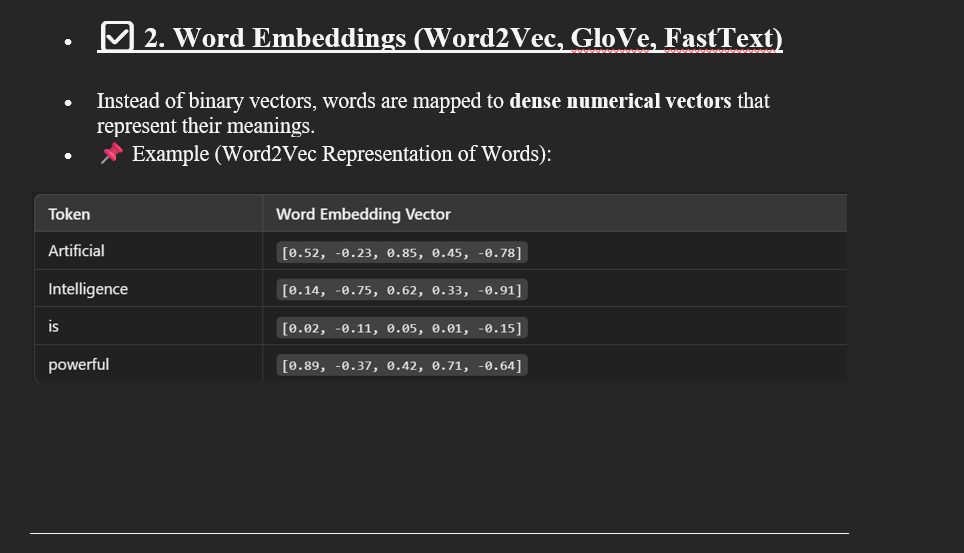 • ☑ 2. Word Embeddings (Word2Vec, GloVe, FastText)
• Instead of binary vectors, words are mapped to dense numerical vectors that
represent their meanings.
• 📌 Example (Word2Vec Representation of Words):
Token Word Embedding Vector
Artificial [0.52, -0.23, 0.85, 0.45, -0.78]
Intelligence [0.14, -0.75, 0.62, 0.33, -0.91]
is [0.02, -0.11, 0.05, 0.01, -0.15]
powerful [0.89, -0.37, 0.42, 0.71, -0.64]